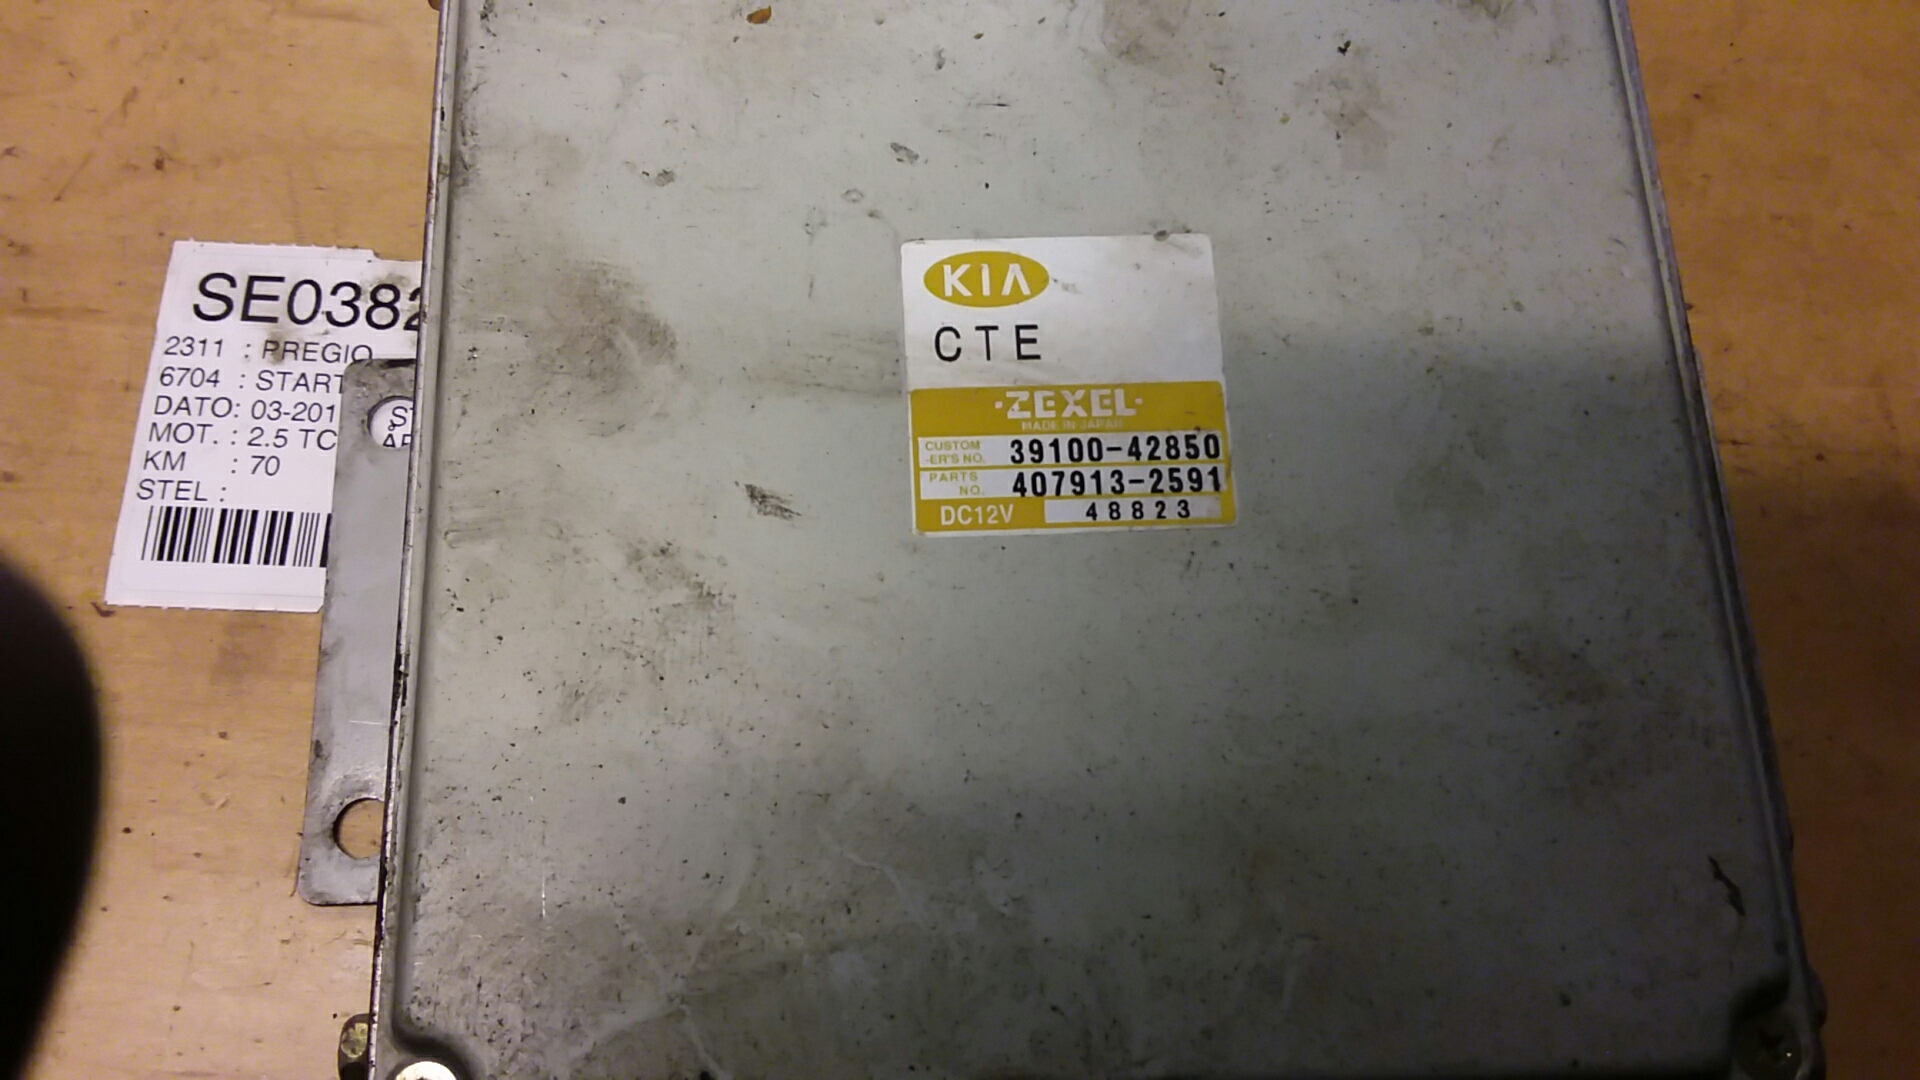 SE0382
2311 : PREGIO
6704 : START
DATO: 03-201
MOT. : 2.5 TC
KM : 70
STEL :
KIA
CTE
·ZEXEL·
MADE IN JAPAN
CUSTOM
-ER'S NO. 39100-42850
PARTS
NO. 407913-2591
DC12V 48823